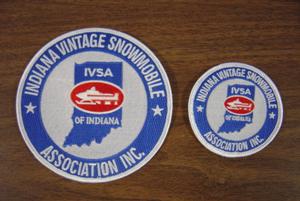 INDIANA VINTAGE SNOWMOBILE
IVSA
OF INDIANA
ASSOCIATION INC.
INDIANA VINTAGE SNOWMOBILE
IVSA
OF INDIANA
ASSOCIATION INC.